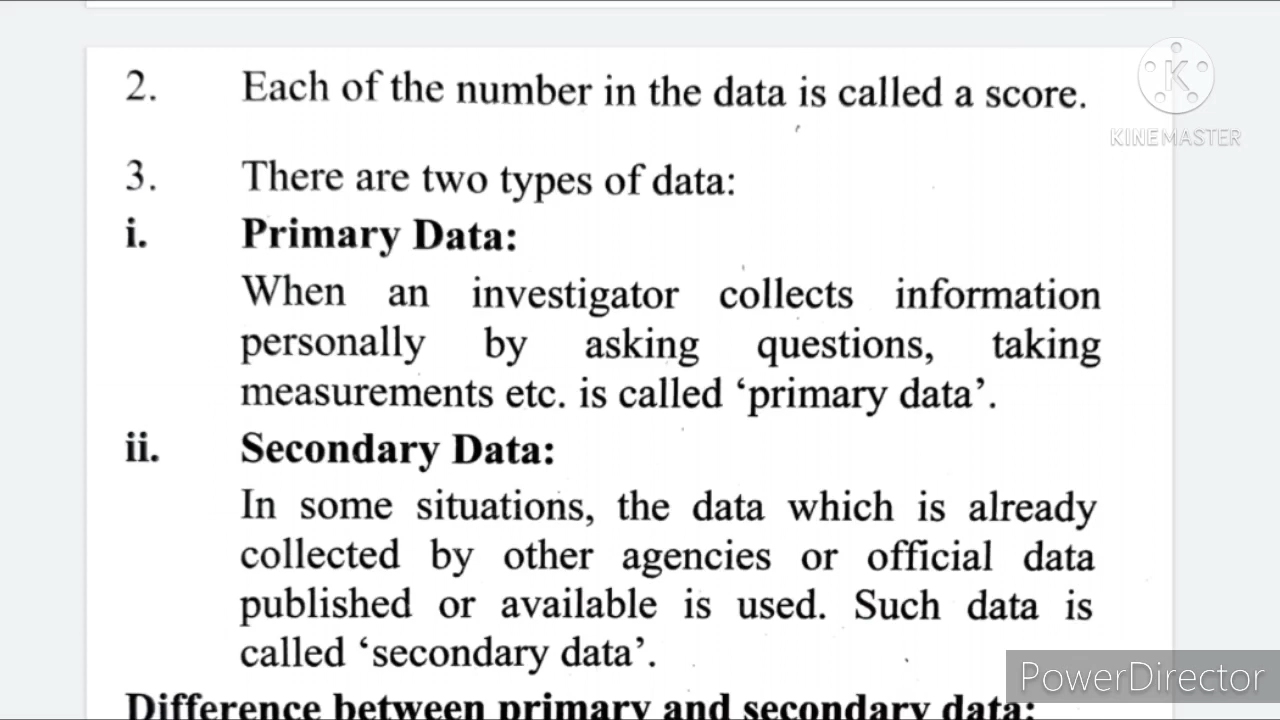 2. Each of the number in the data is called a score.
KINEMASTER
3. There are two types of data:
i. Primary Data:
When an investigator collects information
personally by asking questions, taking
measurements etc. is called ‘primary data’.
ii. Secondary Data:
In some situations, the data which is already
collected by other agencies or official data
published or available is used. Such data is
called ‘secondary data’.
PowerDirector
Difference between primary and secondary data: